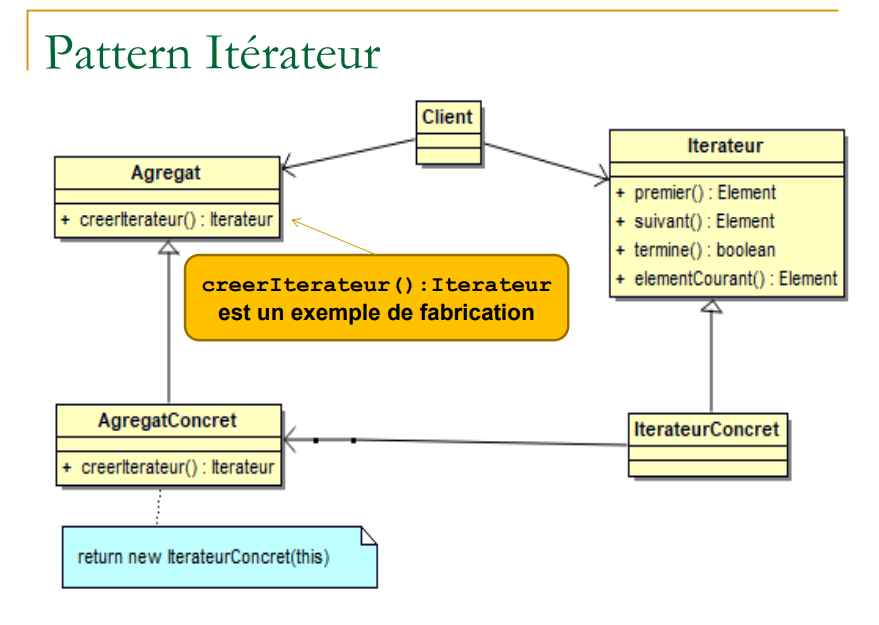 Pattern Itérateur
Client
Agregat
+ creerIterateur() : Iterateur
Iterateur
+ premier() : Element
+ suivant() : Element
+ termine() : boolean
+ elementCourant() : Element
creerIterateur():Iterateur
est un exemple de fabrication
AgregatConcret
+ creerIterateur() : Iterateur
IterateurConcret
return new IterateurConcret(this)